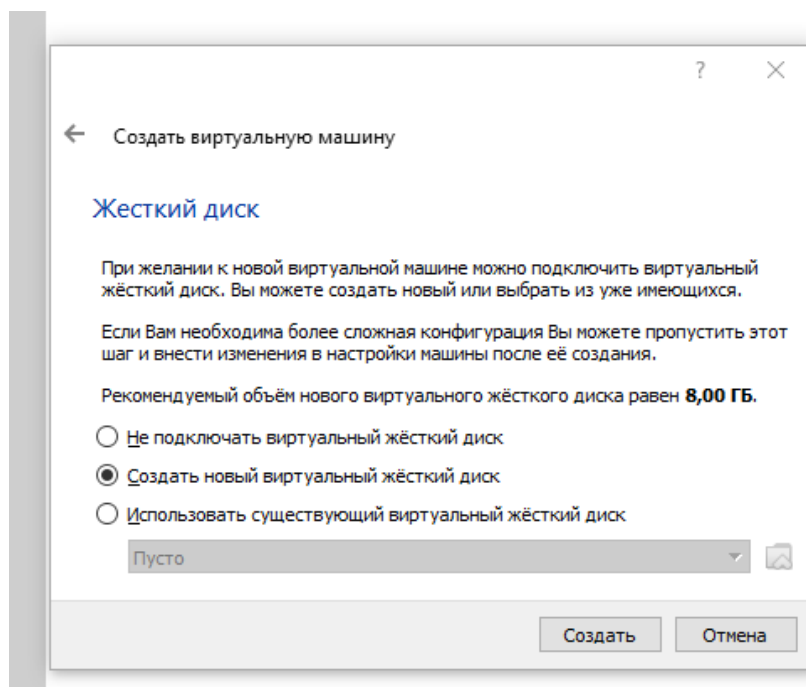 ?
Создать виртуальную машину
Жесткий диск
При желании к новой виртуальной машине можно подключить виртуальный
жёсткий диск. Вы можете создать новый или выбрать из уже имеющихся.
Если Вам необходима более сложная конфигурация Вы можете пропустить этот
шаг и внести изменения в настройки машины после её создания.
Рекомендуемый объём нового виртуального жёсткого диска равен 8,00 ГБ.
Не подключать виртуальный жёсткий диск
Создать новый виртуальный жёсткий диск
Использовать существующий виртуальный жёсткий диск
Пусто
Создать
Отмена